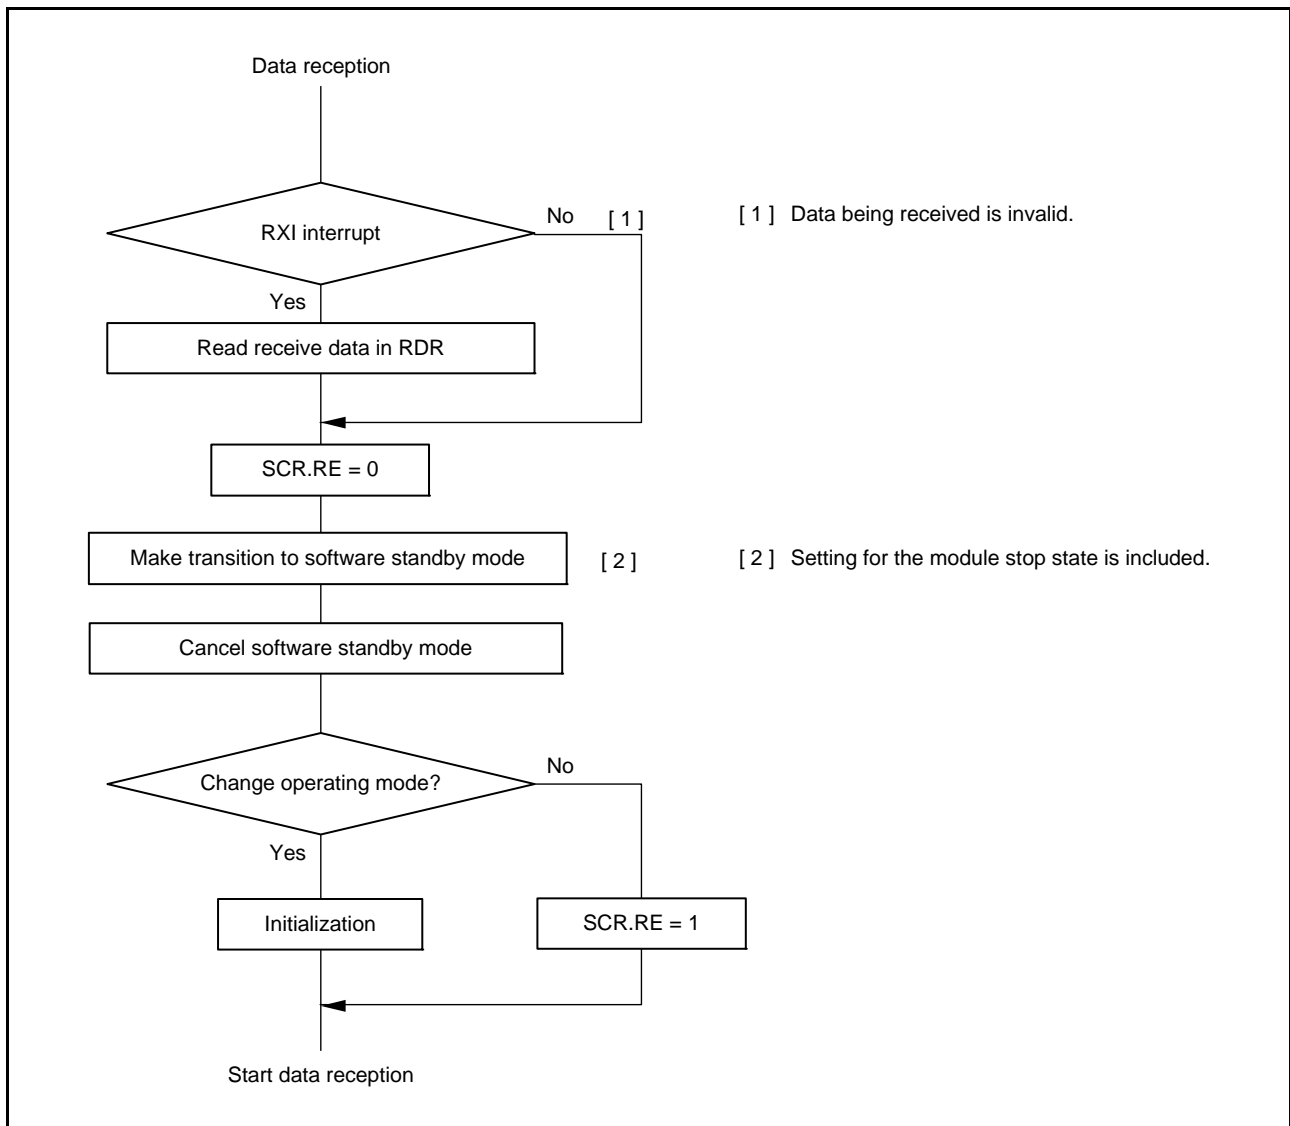 Data reception
RXI interrupt
No
[ 1 ]
[ 1 ] Data being received is invalid.
Yes
Read receive data in RDR
SCR.RE = 0
Make transition to software standby mode
[ 2 ]
[ 2 ] Setting for the module stop state is included.
Cancel software standby mode
Change operating mode?
No
Yes
Initialization
SCR.RE = 1
Start data reception